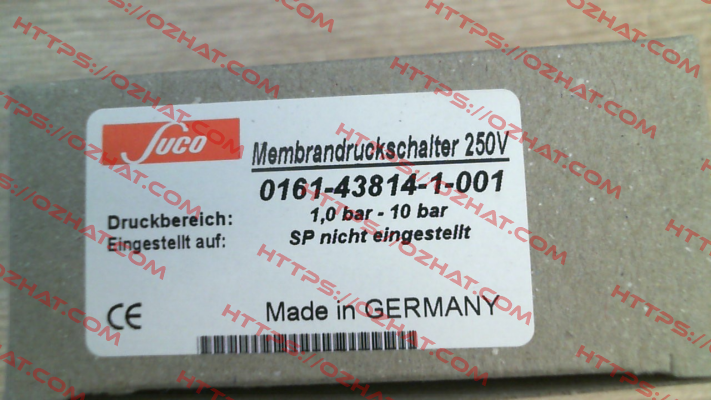 Suco
Membrandruckschalter 250V
0161-43814-1-001
Druckbereich: 1,0 bar - 10 bar
Eingestellt auf: SP nicht eingestellt
CE
Made in GERMANY
HTTPS://OZHAT.COM